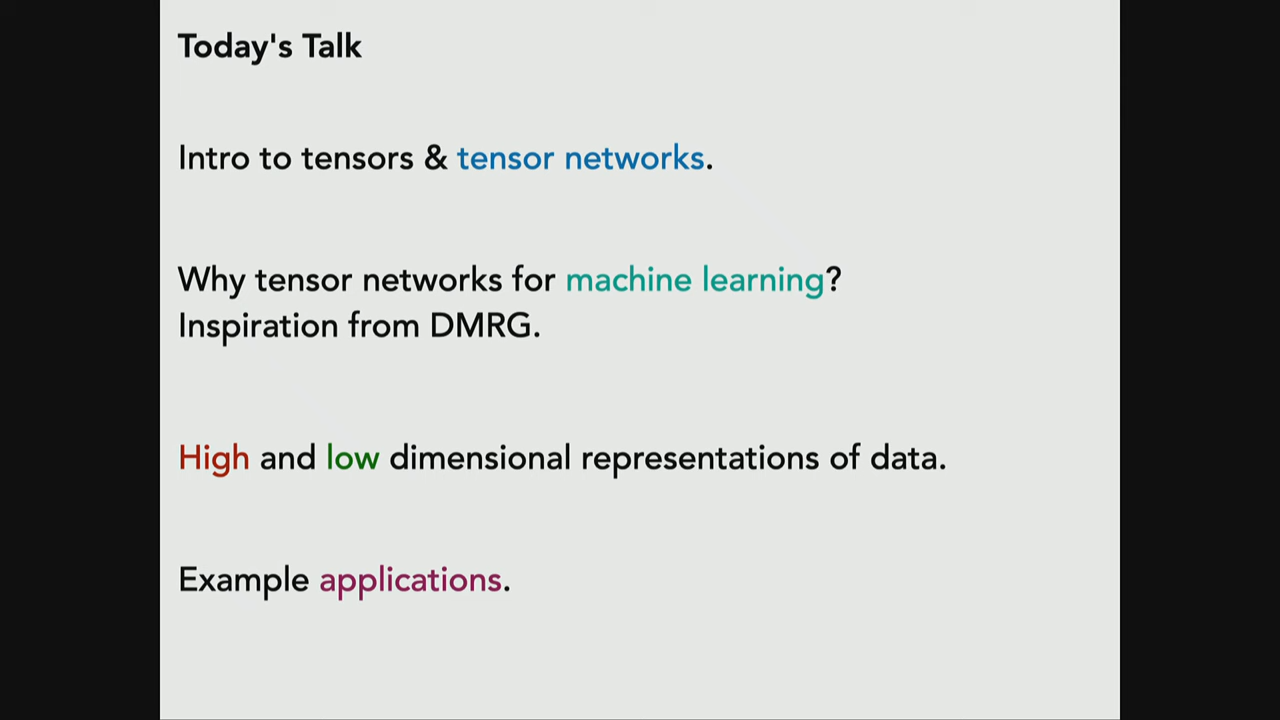 Today's Talk
Intro to tensors & tensor networks.
Why tensor networks for machine learning?
Inspiration from DMRG.
High and low dimensional representations of data.
Example applications.